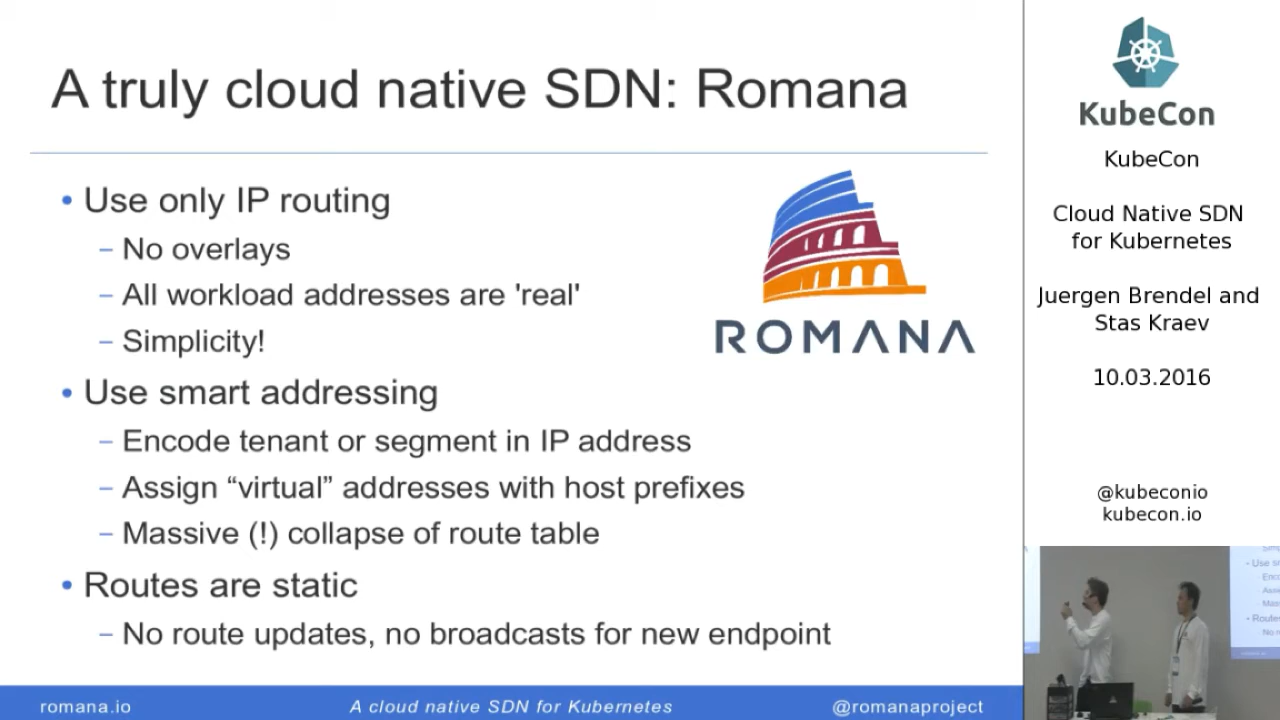 A truly cloud native SDN: Romana
• Use only IP routing
– No overlays
– All workload addresses are 'real'
– Simplicity!
• Use smart addressing
– Encode tenant or segment in IP address
– Assign “virtual” addresses with host prefixes
– Massive (!) collapse of route table
• Routes are static
– No route updates, no broadcasts for new endpoint
ROMANA
romana.io
A cloud native SDN for Kubernetes
@romanaproject
KubeCon
KubeCon
Cloud Native SDN
for Kubernetes
Juergen Brendel and
Stas Kraev
10.03.2016
@kubeconio
kubecon.io